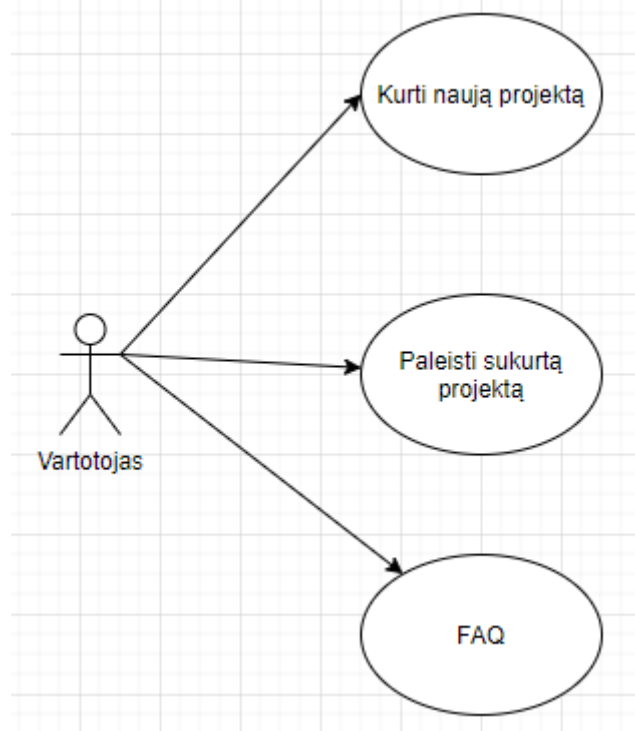 Kurti naują projektą
Paleisti sukurtą
projektą
Vartotojas
FAQ